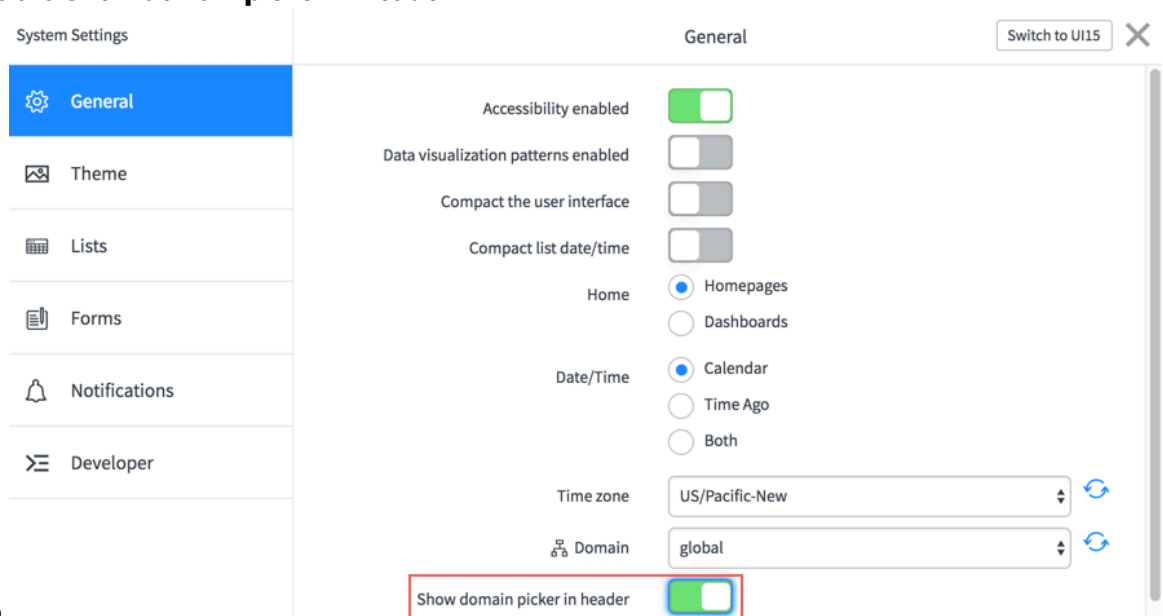 System Settings
General
Switch to UI15
General
Theme
Lists
Forms
Notifications
Developer
Accessibility enabled
Data visualization patterns enabled
Compact the user interface
Compact list date/time
Home
Homepages
Dashboards
Date/Time
Calendar
Time Ago
Both
Time zone
US/Pacific-New
Domain
global
Show domain picker in header